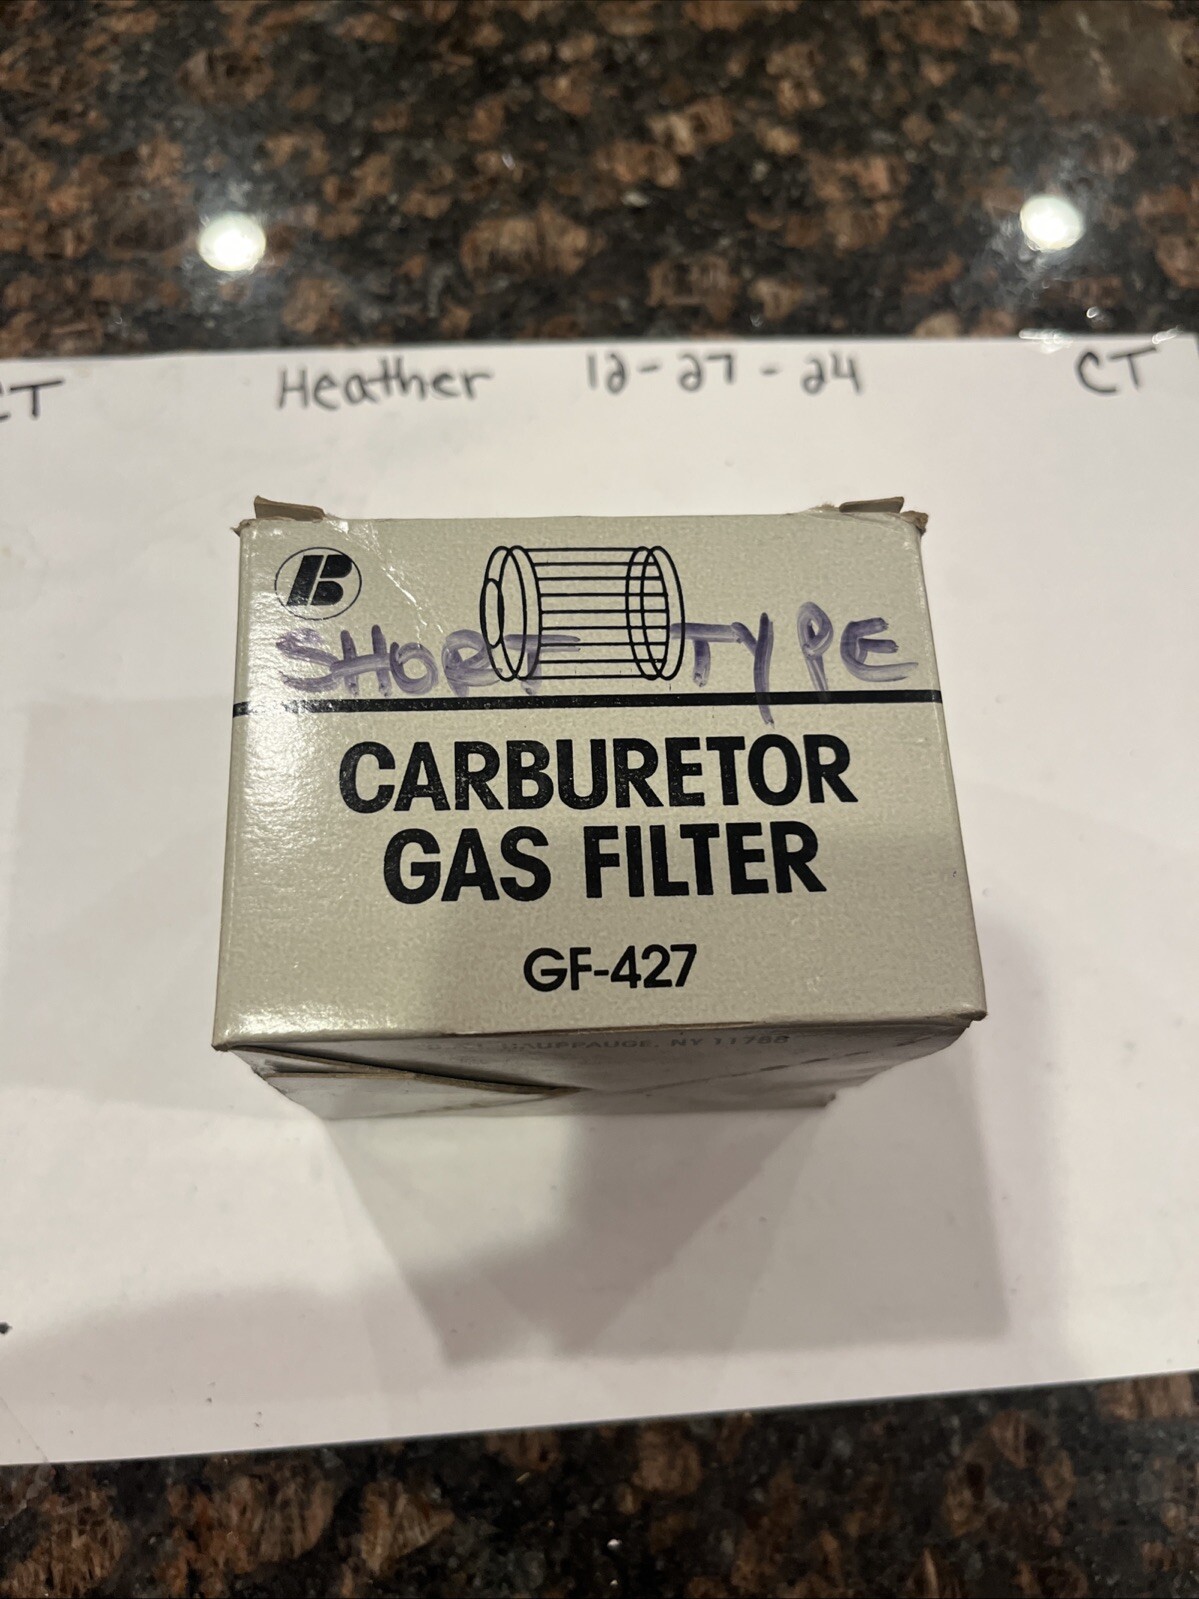 CT Heather 12-27-24 CT
B
SHORT TYPE
CARBURETOR
GAS FILTER
GF-427
HAUPPAUGE, NY 11788